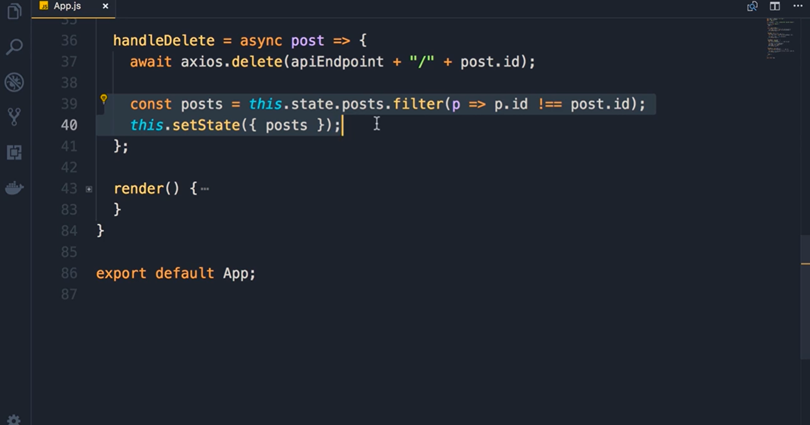 App.js ×
35
36 handleDelete = async post => {
37 await axios.delete(apiEndpoint + "/" + post.id);
38
39 const posts = this.state.posts.filter(p => p.id !== post.id);
40 this.setState({ posts });
41 };
42
43 render() {⋯
83 }
84 }
85
86 export default App;
87